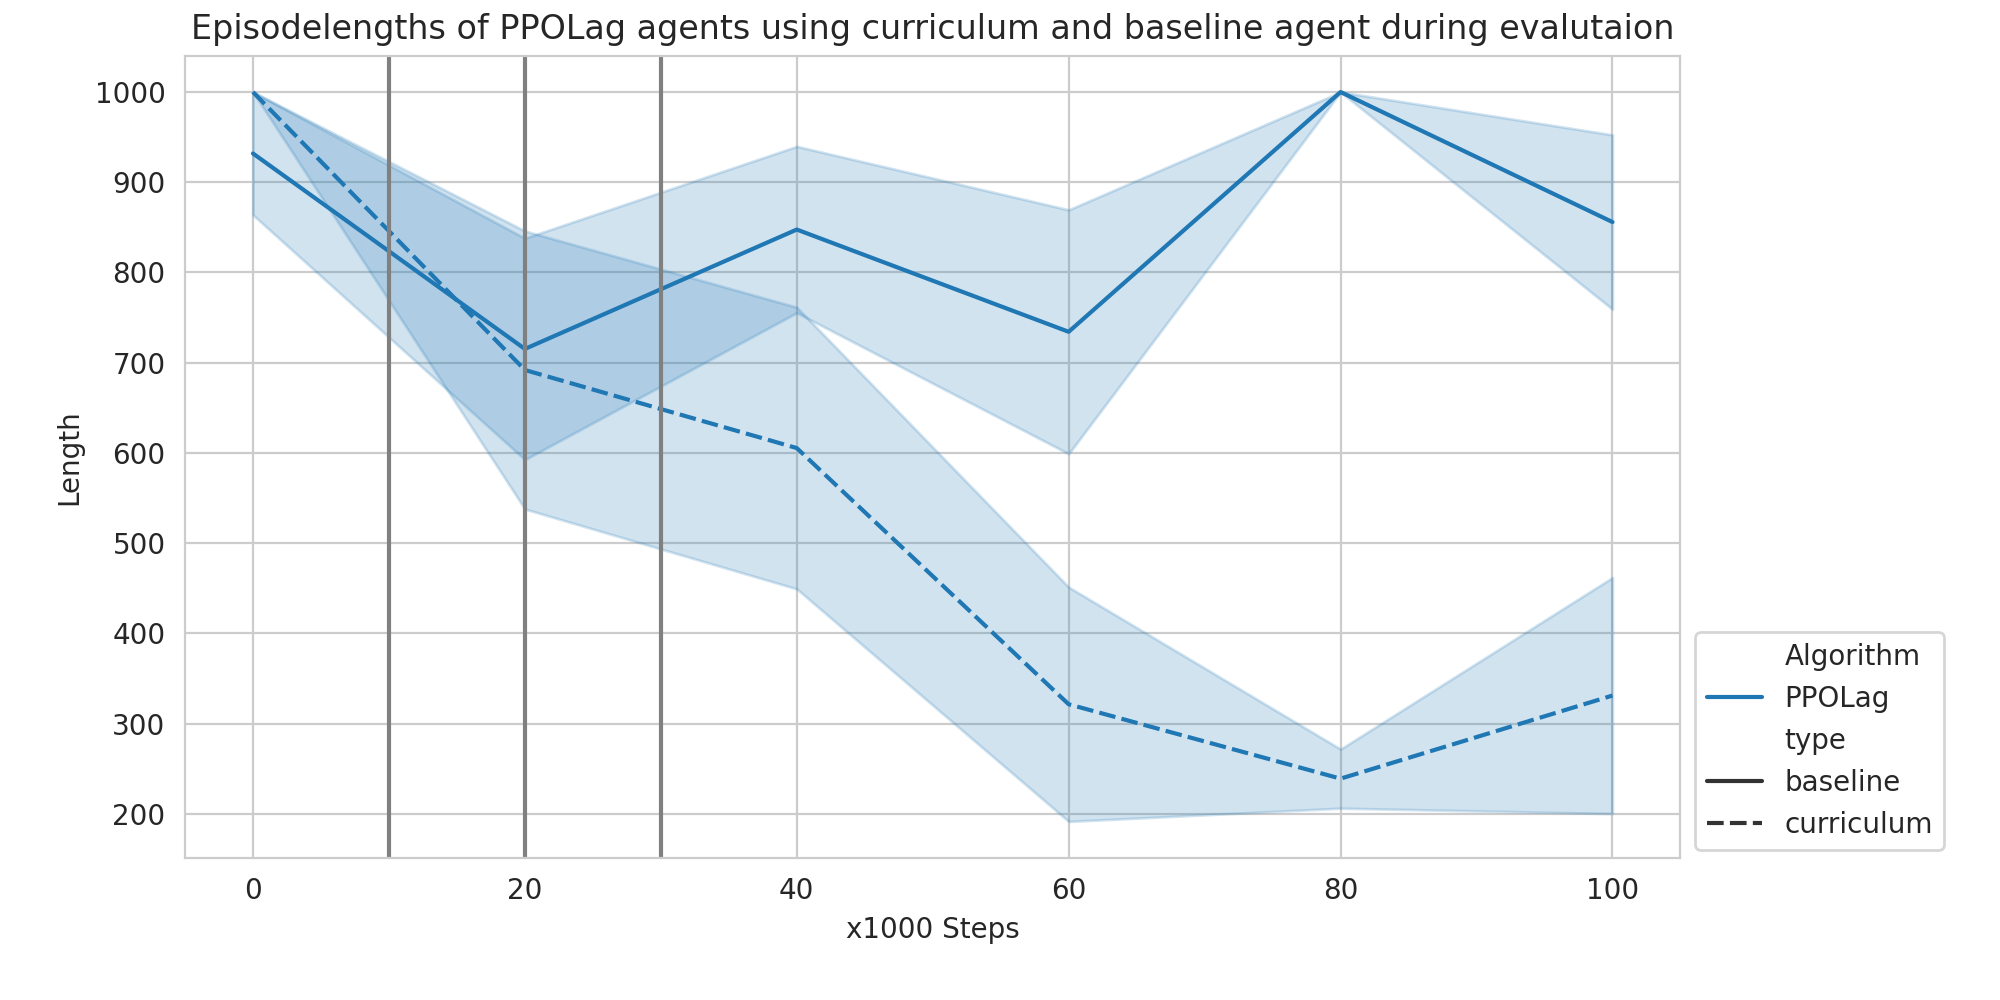 Episodelengths of PPOLag agents using curriculum and baseline agent during evalutaion
1000
900
800
700
600
500
400
300
200
Length
0 20 40 60 80 100
x1000 Steps
Algorithm
PPOLag
type
baseline
curriculum